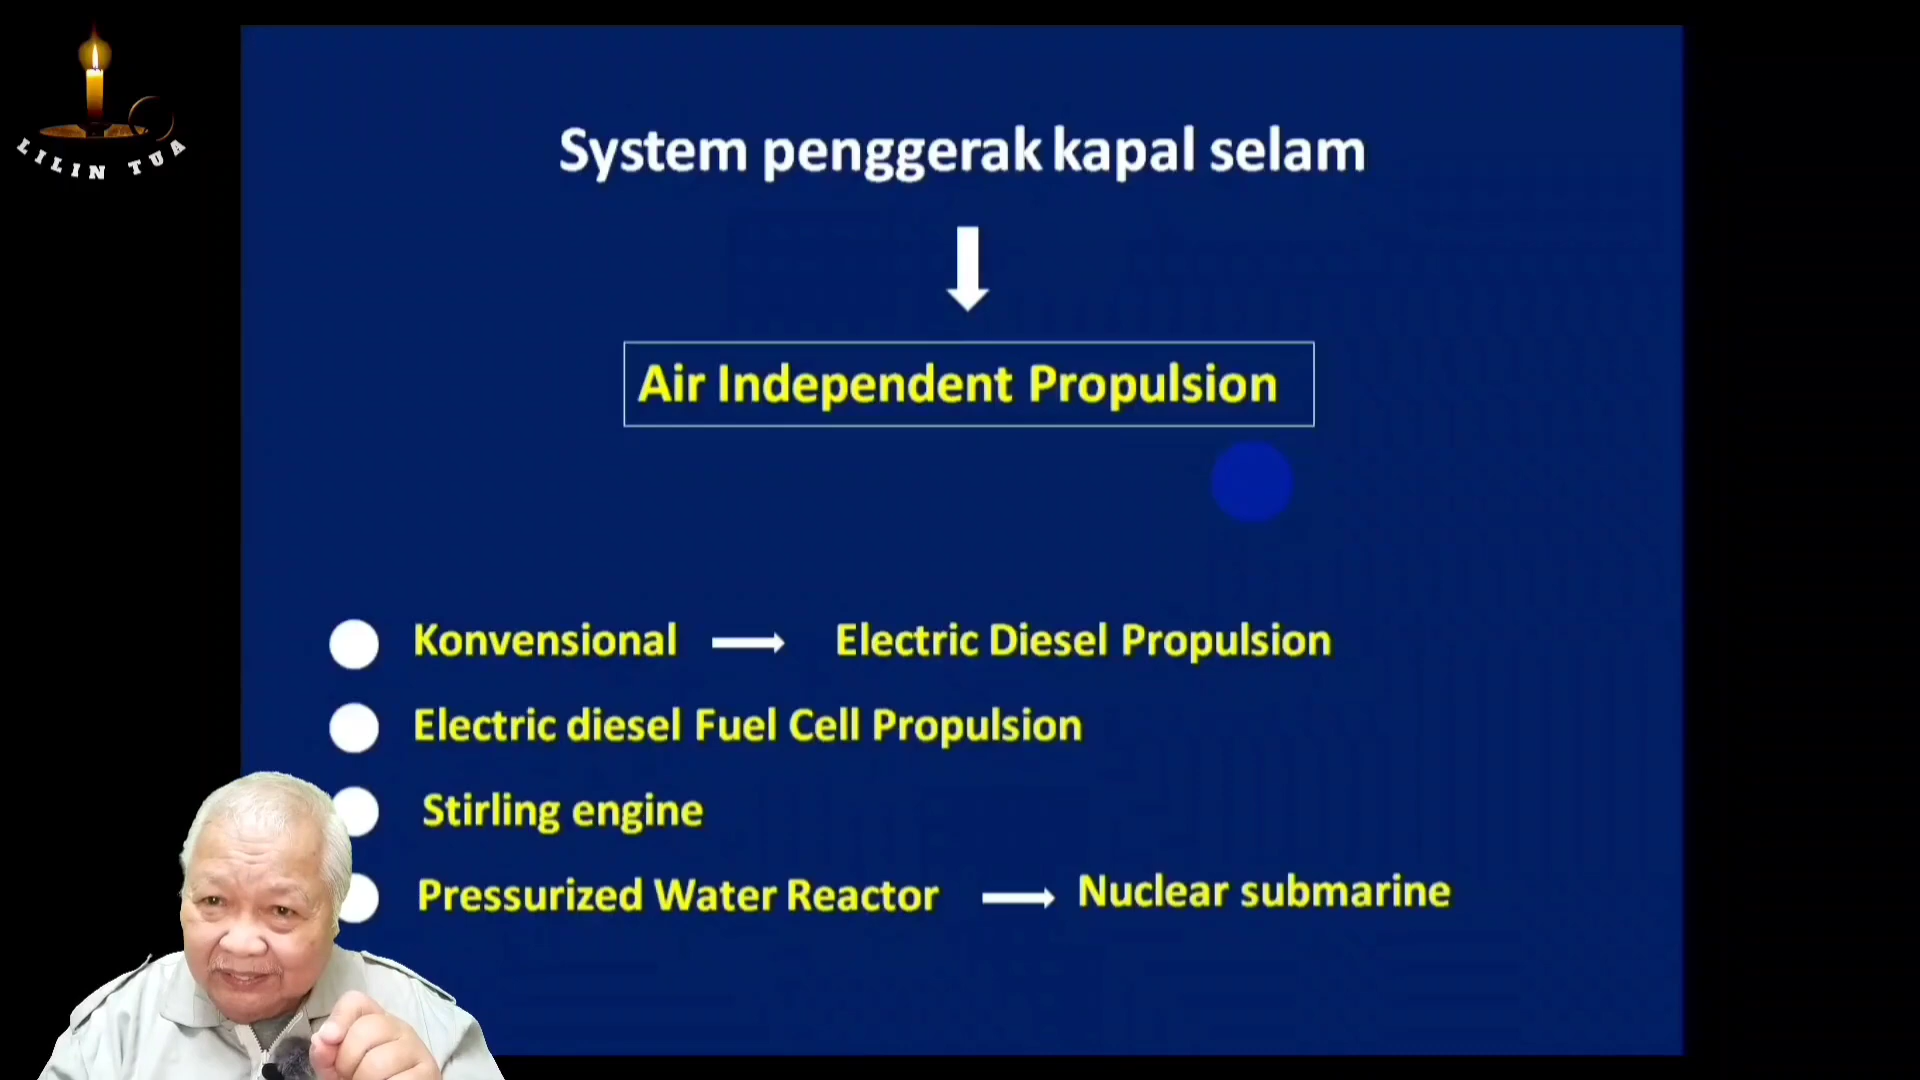 LILIN TUA
System penggerak kapal selam
Air Independent Propulsion
Konvensional Electric Diesel Propulsion
Electric diesel Fuel Cell Propulsion
Stirling engine
Pressurized Water Reactor Nuclear submarine